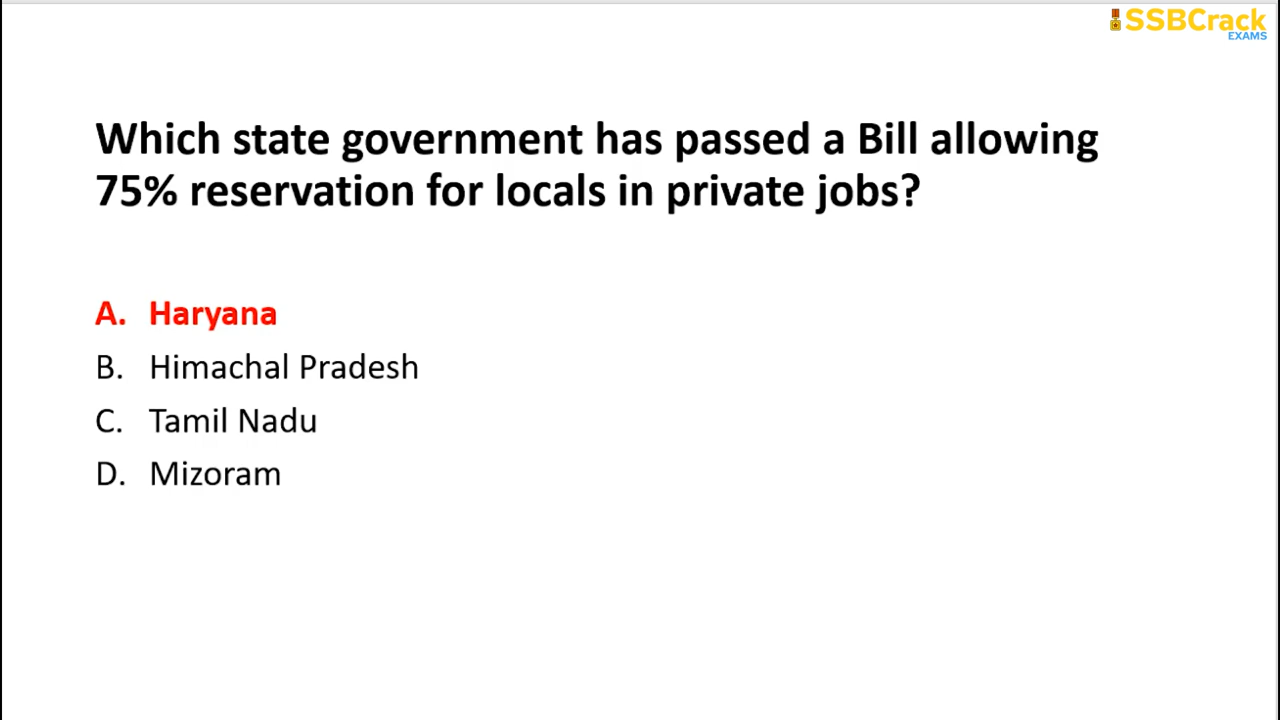 SSBCrack
EXAMS
Which state government has passed a Bill allowing
75% reservation for locals in private jobs?
A. Haryana
B. Himachal Pradesh
C. Tamil Nadu
D. Mizoram